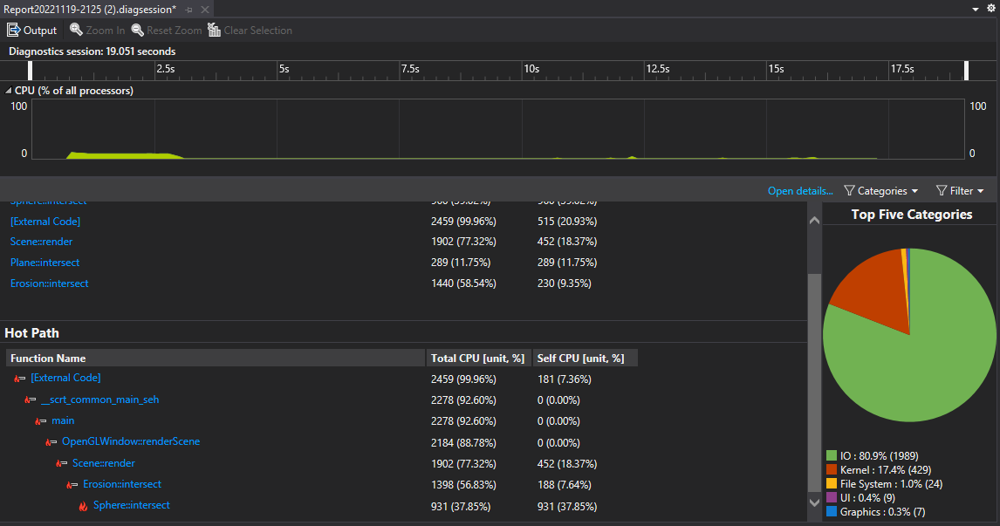 Report20221119-2125 (2).diagsession*
Output Zoom In Reset Zoom Clear Selection
Diagnostics session: 19.051 seconds
2.5s 5s 7.5s 10s 12.5s 15s 17.5s
CPU (% of all processors)
100 100
0 0
Open details... Categories Filter
Sphere::intersect
[External Code] 2459 (99.96%) 515 (20.93%)
Scene::render 1902 (77.32%) 452 (18.37%)
Plane::intersect 289 (11.75%) 289 (11.75%)
Erosion::intersect 1440 (58.54%) 230 (9.35%)
Hot Path
Function Name Total CPU [unit, %] Self CPU [unit, %]
[External Code] 2459 (99.96%) 181 (7.36%)
__scrt_common_main_seh 2278 (92.60%) 0 (0.00%)
main 2278 (92.60%) 0 (0.00%)
OpenGLWindow::renderScene 2184 (88.78%) 0 (0.00%)
Scene::render 1902 (77.32%) 452 (18.37%)
Erosion::intersect 1398 (56.83%) 188 (7.64%)
Sphere::intersect 931 (37.85%) 931 (37.85%)
Top Five Categories
IO : 80.9% (1989)
Kernel : 17.4% (429)
File System : 1.0% (24)
UI : 0.4% (9)
Graphics : 0.3% (7)